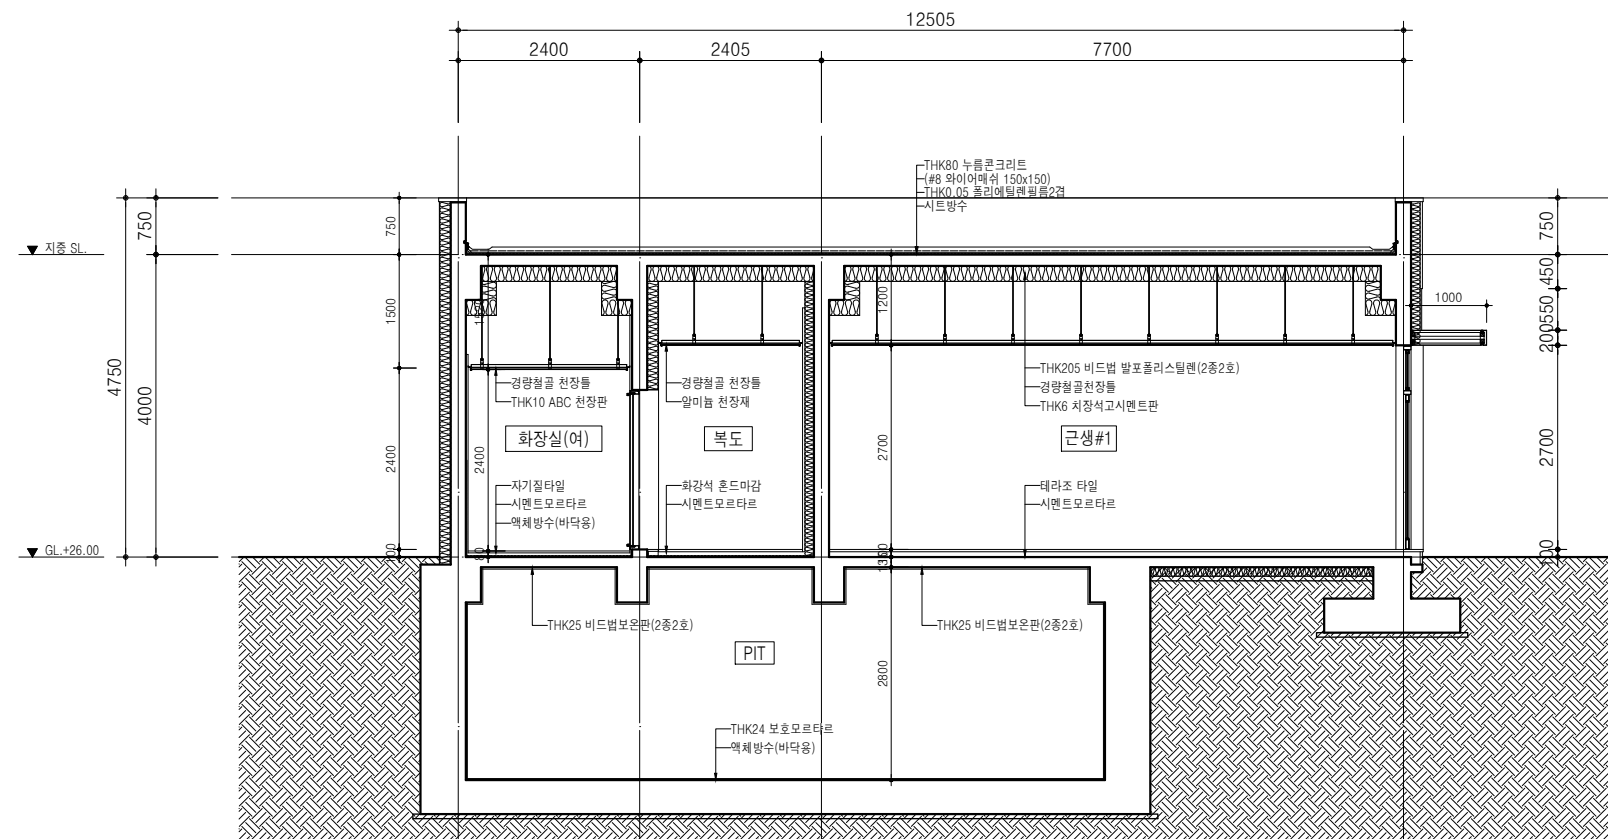 12505
2400
2405
7700
THK80 누름콘크리트
(#8 와이어매쉬 150x150)
THK0.05 폴리에틸렌필름2겹
시트방수
지중 SL.
GL.+26.00
4750
750
4000
750
1500
2400
100
2400
80
1200
2700
2800
750
450
550
200
2700
100
1000
경량철골 천장틀
THK10 ABC 천장판
화장실(여)
자기질타일
시멘트모르타르
액체방수(바닥용)
경량철골 천장틀
알미늄 천장재
복도
화강석 혼드마감
시멘트모르타르
THK205 비드법 발포폴리스틸렌(2종2호)
경량철골천장틀
THK6 치장석고시멘트판
근생#1
테라조 타일
시멘트모르타르
THK25 비드법보온판(2종2호)
THK25 비드법보온판(2종2호)
PIT
THK24 보호모르타르
액체방수(바닥용)